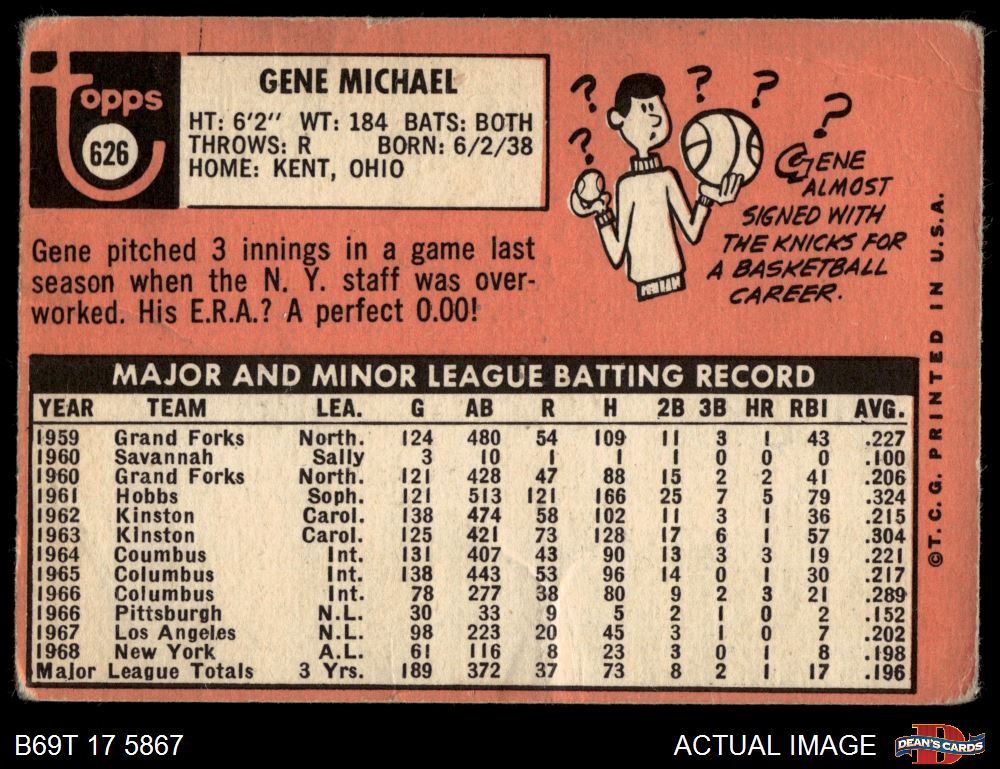 topps
626
GENE MICHAEL
HT: 6'2" WT: 184 BATS: BOTH
THROWS: R BORN: 6/2/38
HOME: KENT, OHIO
? ? ? ? ?
GENE
ALMOST
SIGNED WITH
THE KNICKS FOR
A BASKETBALL
CAREER.
Gene pitched 3 innings in a game last
season when the N. Y. staff was over-
worked. His E.R.A.? A perfect 0.00!
MAJOR AND MINOR LEAGUE BATTING RECORD
YEAR TEAM LEA. G AB R H 2B 3B HR RBI AVG.
1959 Grand Forks North. 124 480 54 109 11 3 1 43 .227
1960 Savannah Sally 3 10 1 1 1 0 0 0 .100
1960 Grand Forks North. 121 428 47 88 15 2 2 41 .206
1961 Hobbs Soph. 121 513 121 166 25 7 5 79 .324
1962 Kinston Carol. 138 474 58 102 11 3 1 36 .215
1963 Kinston Carol. 125 421 73 128 17 6 1 57 .304
1964 Coumbus Int. 131 407 43 90 13 3 3 19 .221
1965 Columbus Int. 138 443 53 96 14 0 1 30 .217
1966 Columbus Int. 78 277 38 80 9 2 3 21 .289
1966 Pittsburgh N.L. 30 33 9 5 2 1 0 2 .152
1967 Los Angeles N.L. 98 223 20 45 3 1 0 7 .202
1968 New York A.L. 61 116 8 23 3 0 1 8 .198
Major League Totals 3 Yrs. 189 372 37 73 8 2 1 17 .196
©T. C. G. PRINTED IN U.S.A.
B69T 17 5867
ACTUAL IMAGE
D
DEAN'S CARDS